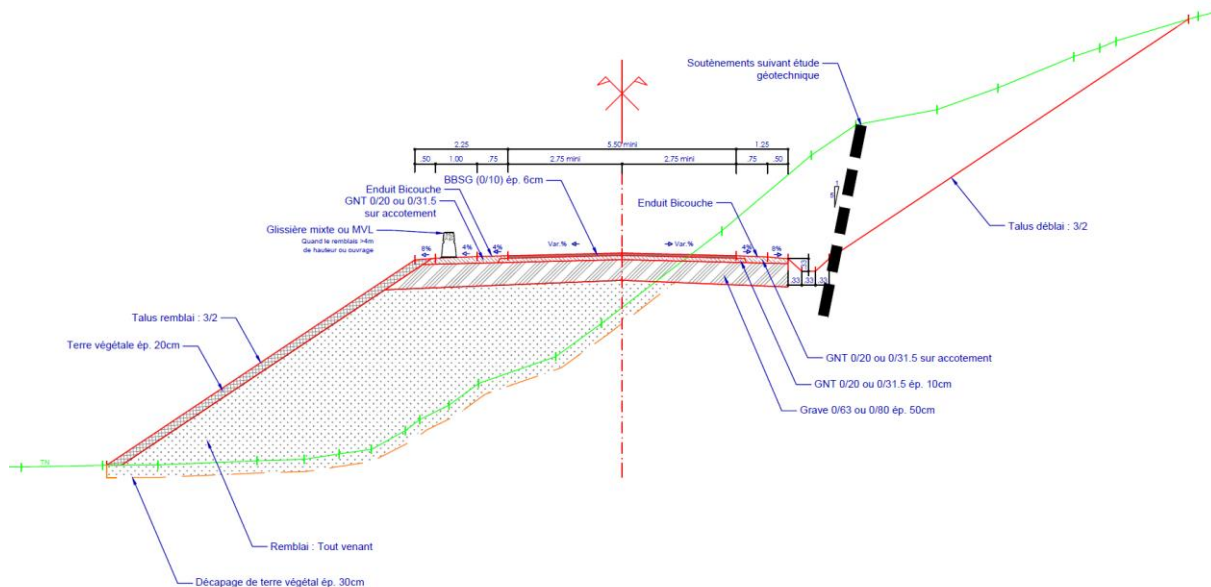 Soutènements suivant étude
géotechnique
2.25
5.50 mini
1.25
.50
1.00
.75
2.75 mini
2.75 mini
.75
.50
BBSG (0/10) ép. 6cm
Enduit Bicouche
GNT 0/20 ou 0/31.5
sur accotement
Enduit Bicouche
Glissière mixte ou MVL
Quand le remblais >4m
de hauteur ou ouvrage
8%
4%
4%
Var.%
Var.%
4%
8%
Talus déblai : 3/2
.33
.33
.33
Talus remblai : 3/2
Terre végétale ép. 20cm
GNT 0/20 ou 0/31.5 sur accotement
GNT 0/20 ou 0/31.5 ép. 10cm
Grave 0/63 ou 0/80 ép. 50cm
TN
Remblai : Tout venant
Décapage de terre végétal ép. 30cm